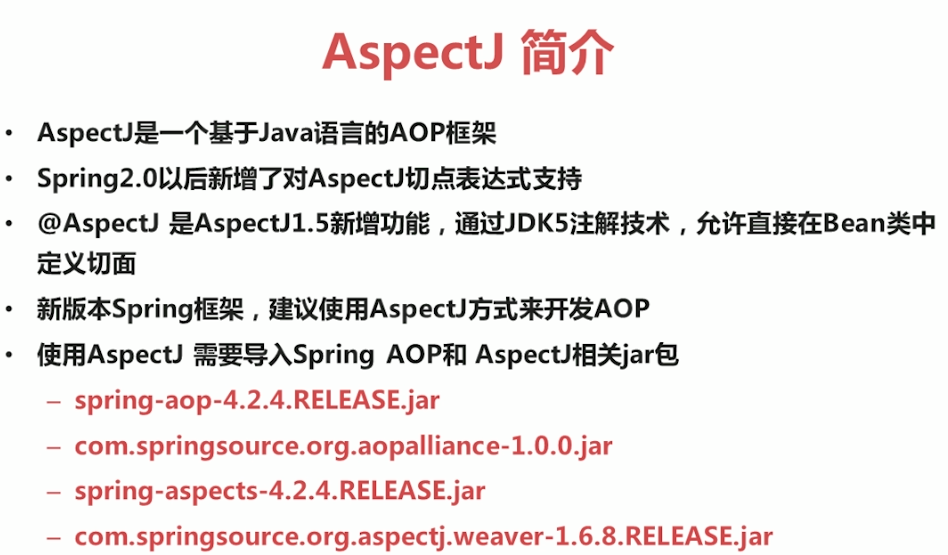 AspectJ 简介
• AspectJ是一个基于Java语言的AOP框架
• Spring2.0以后新增了对AspectJ切点表达式支持
• @AspectJ 是AspectJ1.5新增功能，通过JDK5注解技术，允许直接在Bean类中
定义切面
• 新版本Spring框架，建议使用AspectJ方式来开发AOP
• 使用AspectJ 需要导入Spring AOP和 AspectJ相关jar包
– spring-aop-4.2.4.RELEASE.jar
– com.springsource.org.aopalliance-1.0.0.jar
– spring-aspects-4.2.4.RELEASE.jar
– com.springsource.org.aspectj.weaver-1.6.8.RELEASE.jar